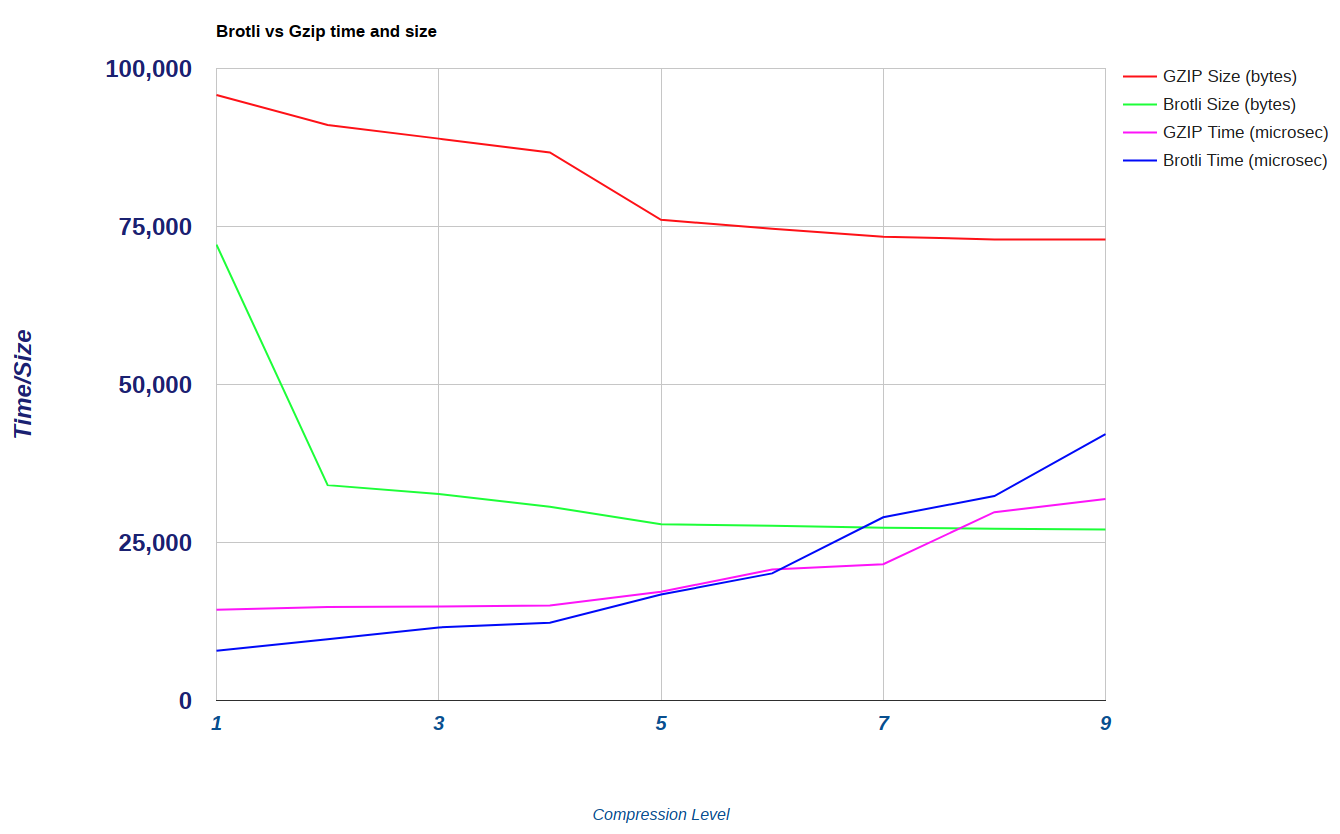 Brotli vs Gzip time and size
100,000
75,000
50,000
25,000
0
Time/Size
1 3 5 7 9
Compression Level
GZIP Size (bytes)
Brotli Size (bytes)
GZIP Time (microsec)
Brotli Time (microsec)